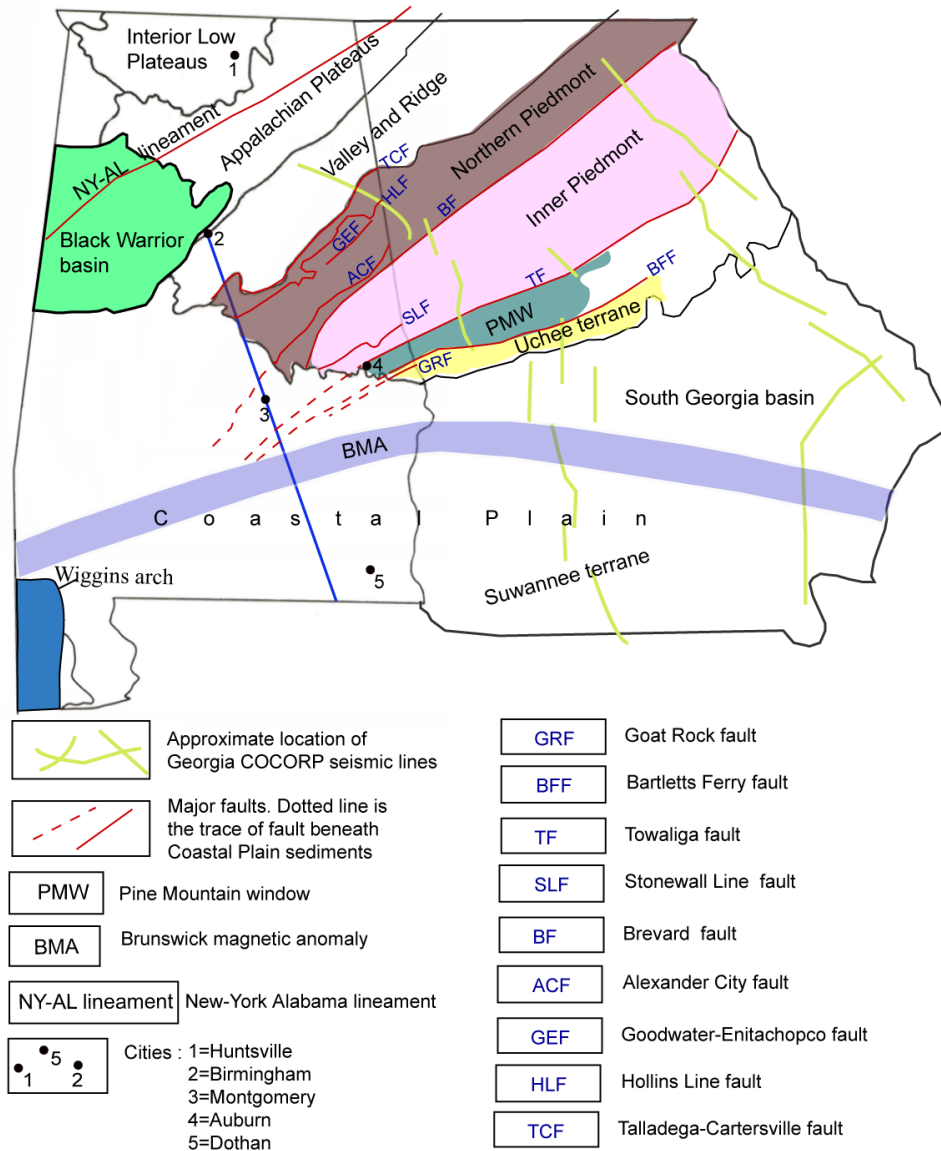 Interior Low
Plateaus
1
NY-AL lineament
Appalachian Plateaus
Valley and Ridge
TCF
HLF
GEF
BF
ACF
Northern Piedmont
Inner Piedmont
Black Warrior
basin
2
SLF
TF
BFF
PMW
Uchee terrane
GRF
4
3
South Georgia basin
BMA
Coastal Plain
5
Suwannee terrane
Wiggins arch
Approximate location of
Georgia COCORP seismic lines
Major faults. Dotted line is
the trace of fault beneath
Coastal Plain sediments
PMW Pine Mountain window
BMA Brunswick magnetic anomaly
NY-AL lineament New-York Alabama lineament
5
1 2
Cities : 1=Huntsville
2=Birmingham
3=Montgomery
4=Auburn
5=Dothan
GRF Goat Rock fault
BFF Bartletts Ferry fault
TF Towaliga fault
SLF Stonewall Line fault
BF Brevard fault
ACF Alexander City fault
GEF Goodwater-Enitachopco fault
HLF Hollins Line fault
TCF Talladega-Cartersville fault